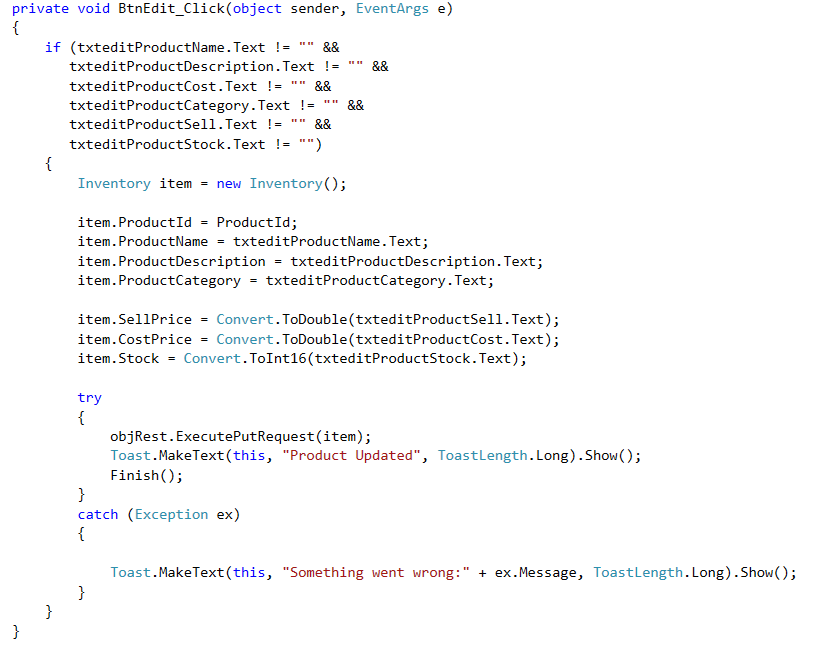 private void BtnEdit_Click(object sender, EventArgs e)
{
    if (txteditProductName.Text != "" &&
       txteditProductDescription.Text != "" &&
       txteditProductCost.Text != "" &&
       txteditProductCategory.Text != "" &&
       txteditProductSell.Text != "" &&
       txteditProductStock.Text != "")
    {
        Inventory item = new Inventory();

        item.ProductId = ProductId;
        item.ProductName = txteditProductName.Text;
        item.ProductDescription = txteditProductDescription.Text;
        item.ProductCategory = txteditProductCategory.Text;

        item.SellPrice = Convert.ToDouble(txteditProductSell.Text);
        item.CostPrice = Convert.ToDouble(txteditProductCost.Text);
        item.Stock = Convert.ToInt16(txteditProductStock.Text);

        try
        {
            objRest.ExecutePutRequest(item);
            Toast.MakeText(this, "Product Updated", ToastLength.Long).Show();
            Finish();
        }
        catch (Exception ex)
        {

            Toast.MakeText(this, "Something went wrong:" + ex.Message, ToastLength.Long).Show();
        }
    }
}